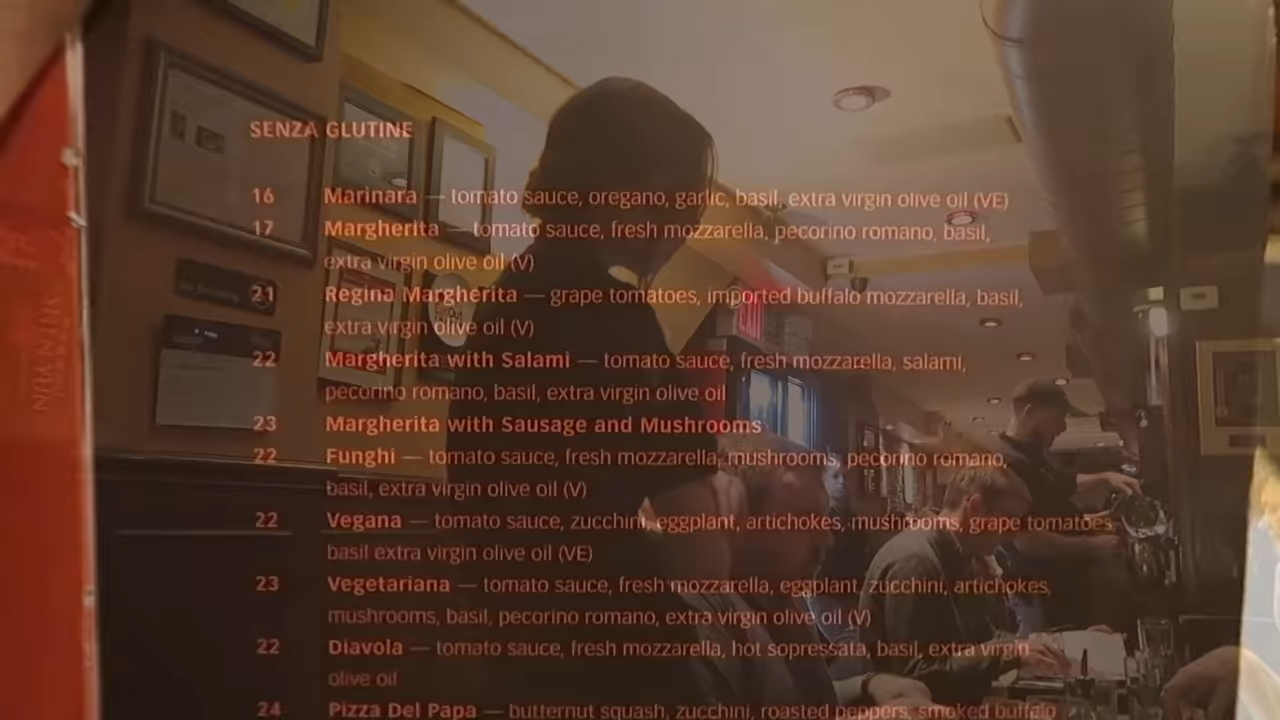 SENZA GLUTINE
16 Marinara — tomato sauce, oregano, garlic, basil, extra virgin olive oil (VE)
17 Margherita — tomato sauce, fresh mozzarella, pecorino romano, basil,
extra virgin olive oil (V)
21 Regina Margherita — grape tomatoes, imported buffalo mozzarella, basil,
extra virgin olive oil (V)
22 Margherita with Salami — tomato sauce, fresh mozzarella, salami,
pecorino romano, basil, extra virgin olive oil
23 Margherita with Sausage and Mushrooms
22 Funghi — tomato sauce, fresh mozzarella, mushrooms, pecorino romano,
basil, extra virgin olive oil (V)
22 Vegana — tomato sauce, zucchini, eggplant, artichokes, mushrooms, grape tomatoes
basil extra virgin olive oil (VE)
23 Vegetariana — tomato sauce, fresh mozzarella, eggplant, zucchini, artichokes,
mushrooms, basil, pecorino romano, extra virgin olive oil (V)
22 Diavola — tomato sauce, fresh mozzarella, hot sopressata, basil, extra virgin
olive oil
24 Pizza Del Papa — butternut squash, zucchini, roasted peppers, smoked buffalo